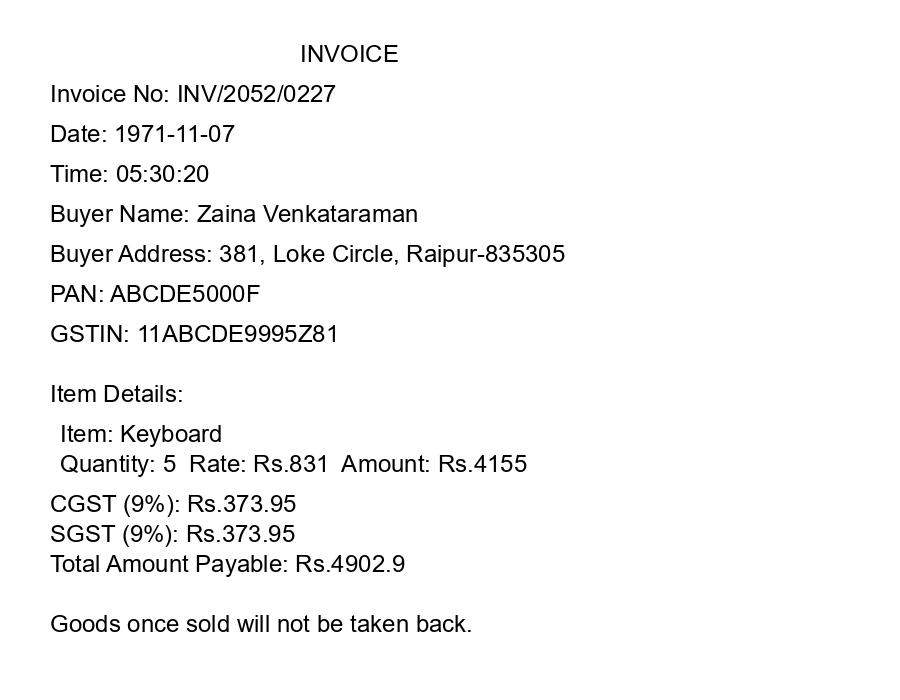 INVOICE
Invoice No: INV/2052/0227
Date: 1971-11-07
Time: 05:30:20
Buyer Name: Zaina Venkataraman
Buyer Address: 381, Loke Circle, Raipur-835305
PAN: ABCDE5000F
GSTIN: 11ABCDE9995Z81
Item Details:
Item: Keyboard
Quantity: 5  Rate: Rs.831  Amount: Rs.4155
CGST (9%): Rs.373.95
SGST (9%): Rs.373.95
Total Amount Payable: Rs.4902.9
Goods once sold will not be taken back.